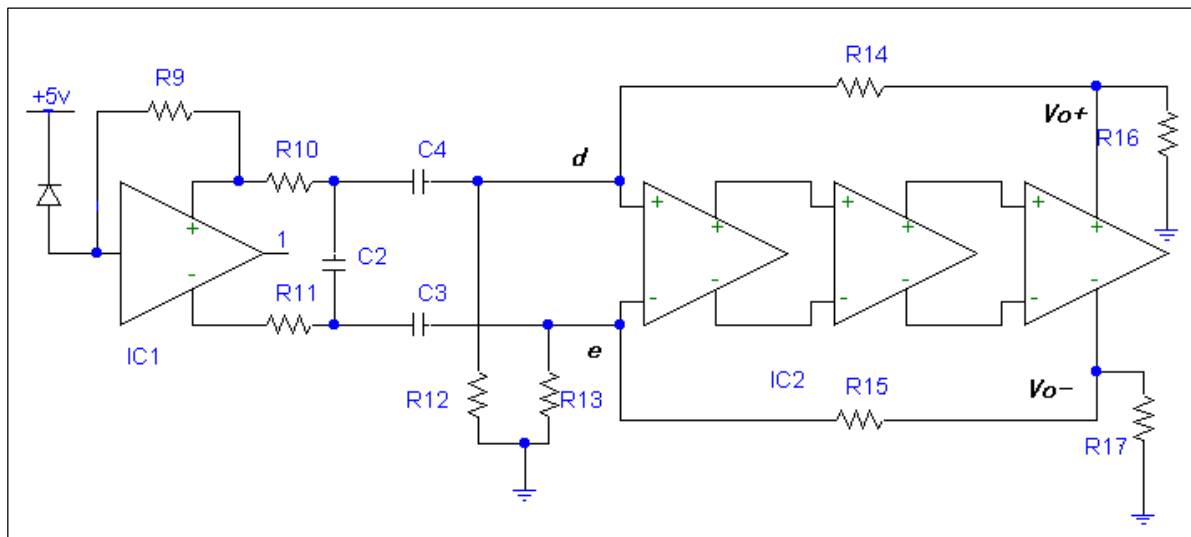 R14
R9
+5v
Vo+
R16
R10
C4
d
+
+
+
+
+
+
1
C2
-
-
-
-
-
-
R11
C3
IC1
e
IC2
R15
Vo-
R12
R13
R17